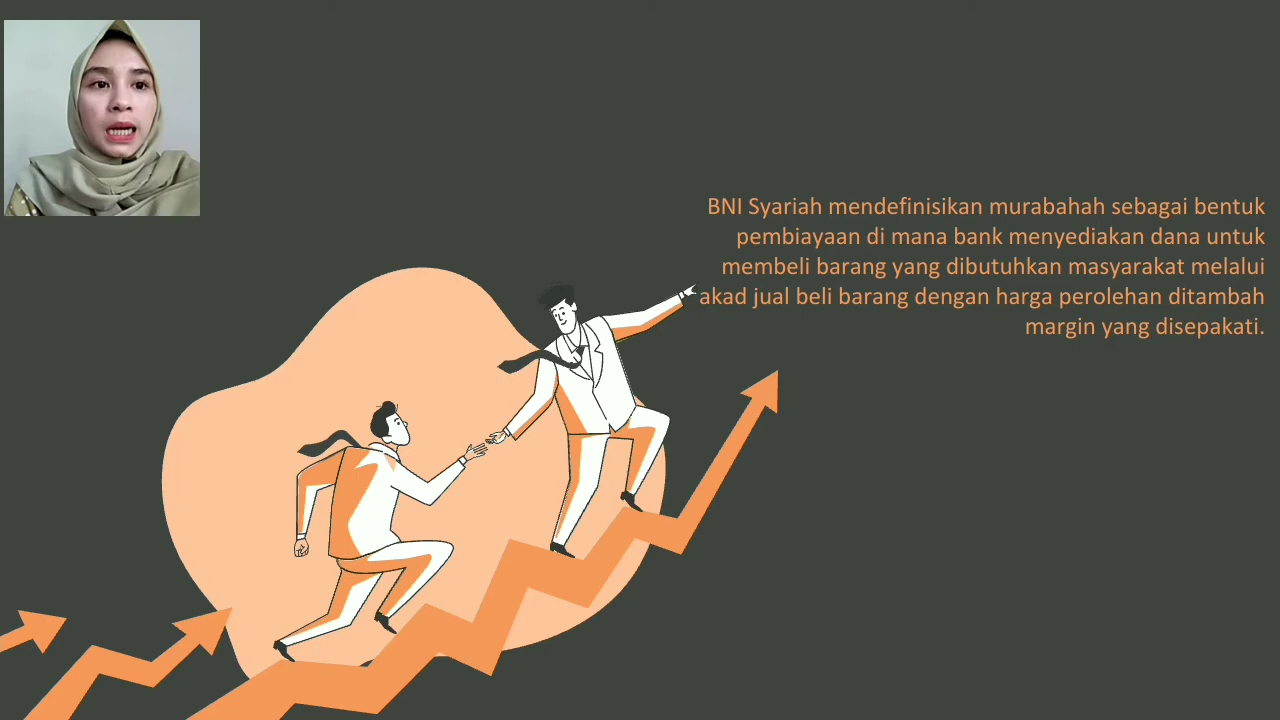 BNI Syariah mendefinisikan murabahah sebagai bentuk
pembiayaan di mana bank menyediakan dana untuk
membeli barang yang dibutuhkan masyarakat melalui
akad jual beli barang dengan harga perolehan ditambah
margin yang disepakati.